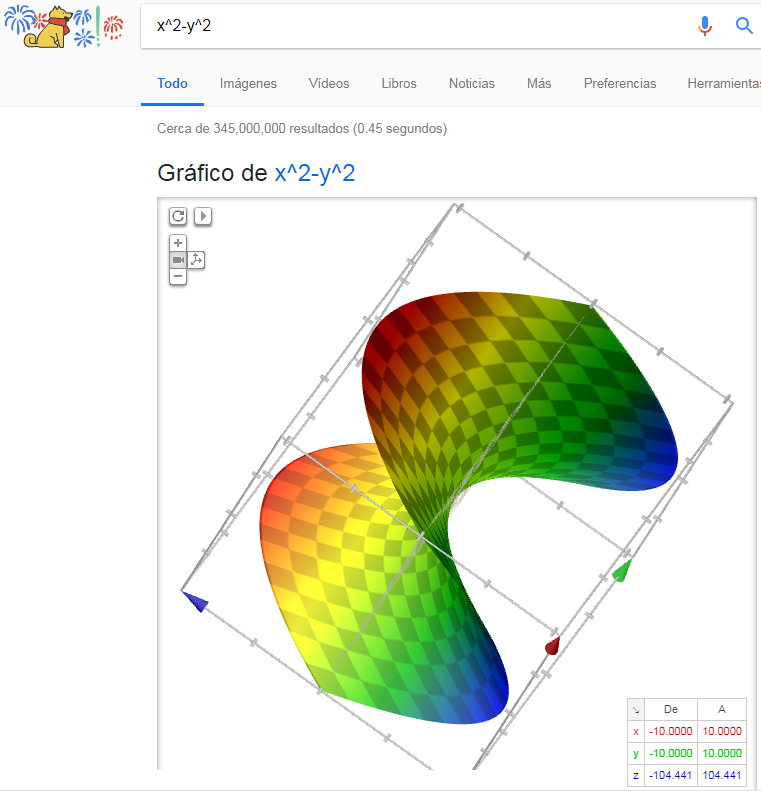 x^2-y^2
Todo Imágenes Vídeos Libros Noticias Más Preferencias Herramientas
Cerca de 345,000,000 resultados (0.45 segundos)
Gráfico de x^2-y^2
De A
x -10.0000 10.0000
y -10.0000 10.0000
z -104.441 104.441